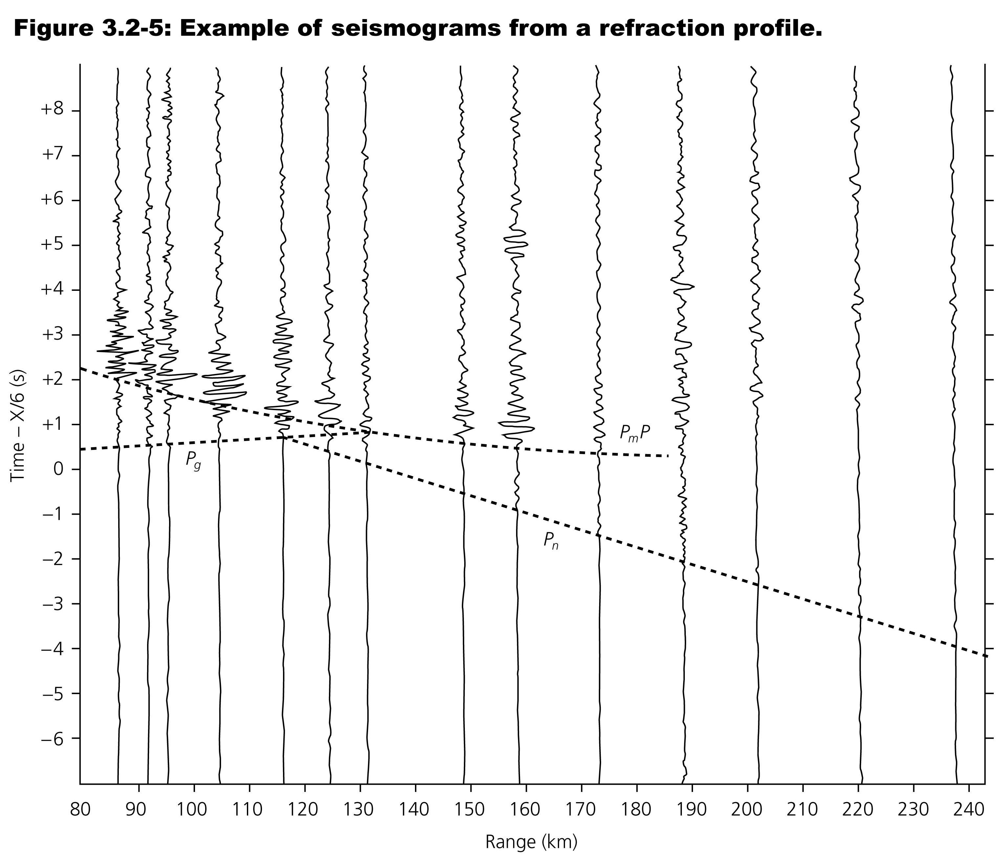 Figure 3.2-5: Example of seismograms from a refraction profile.
+8
+7
+6
+5
+4
+3
+2
+1
0
−1
−2
−3
−4
−5
−6
Time – X/6 (s)
PmP
Pg
Pn
80 90 100 110 120 130 140 150 160 170 180 190 200 210 220 230 240
Range (km)